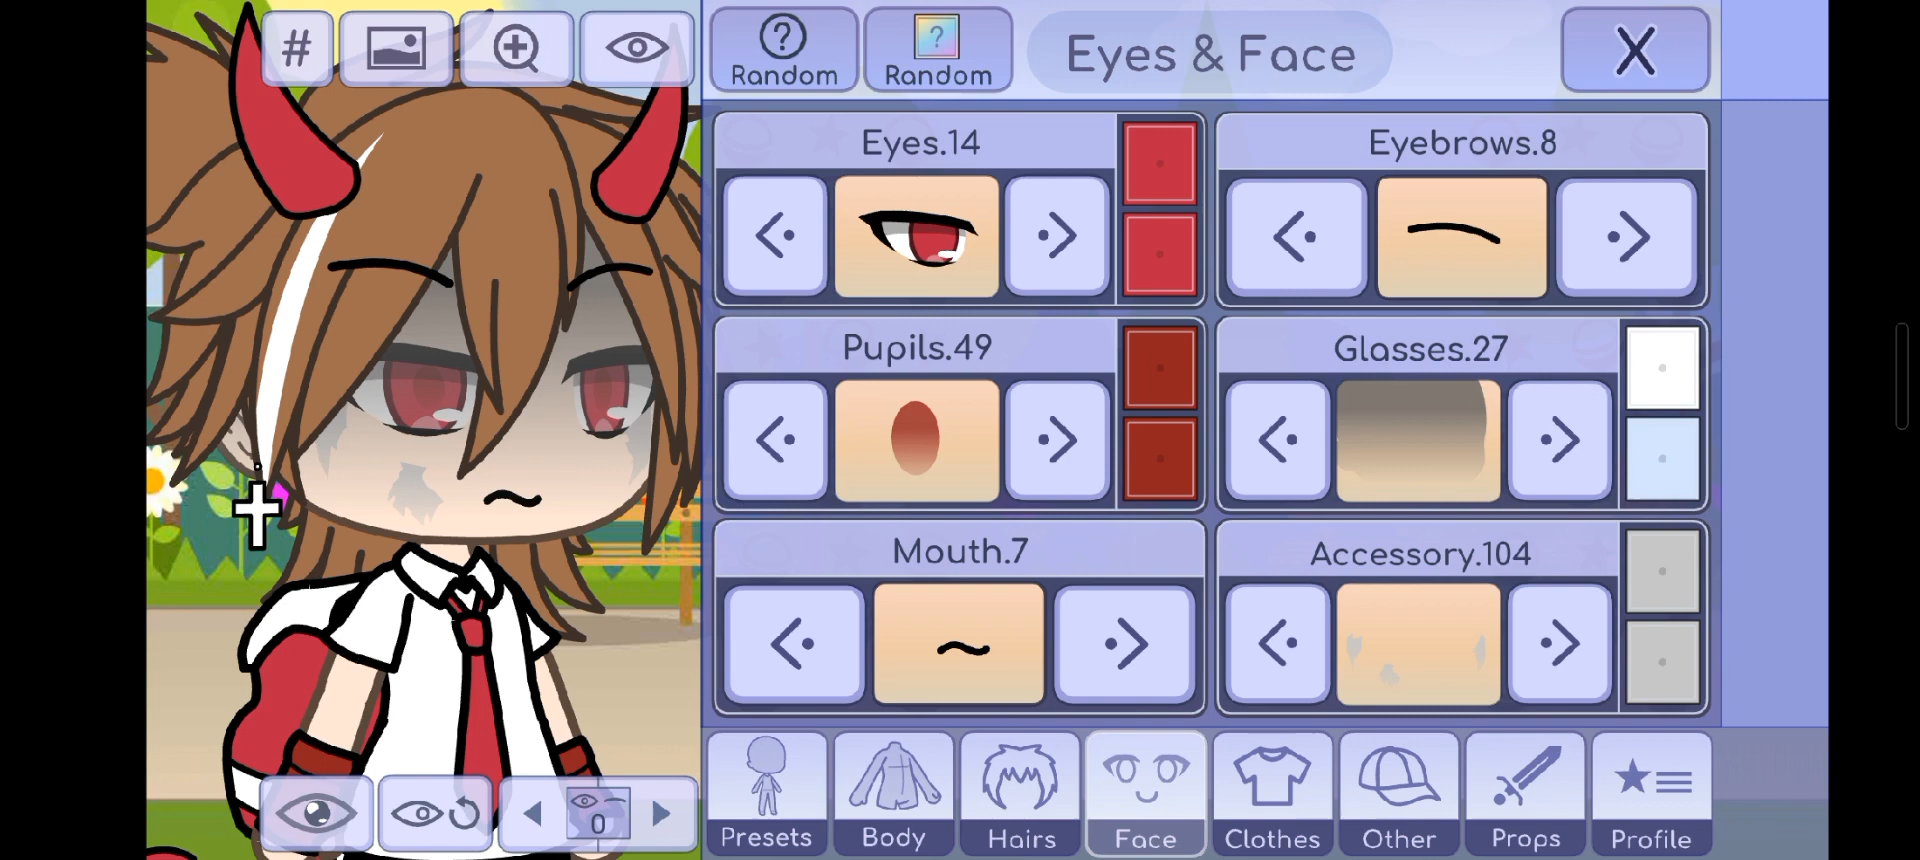 #
? Random
? Random
Eyes & Face
X
Eyes.14
Eyebrows.8
Pupils.49
Glasses.27
Mouth.7
Accessory.104
0
Presets
Body
Hairs
Face
Clothes
Other
Props
Profile